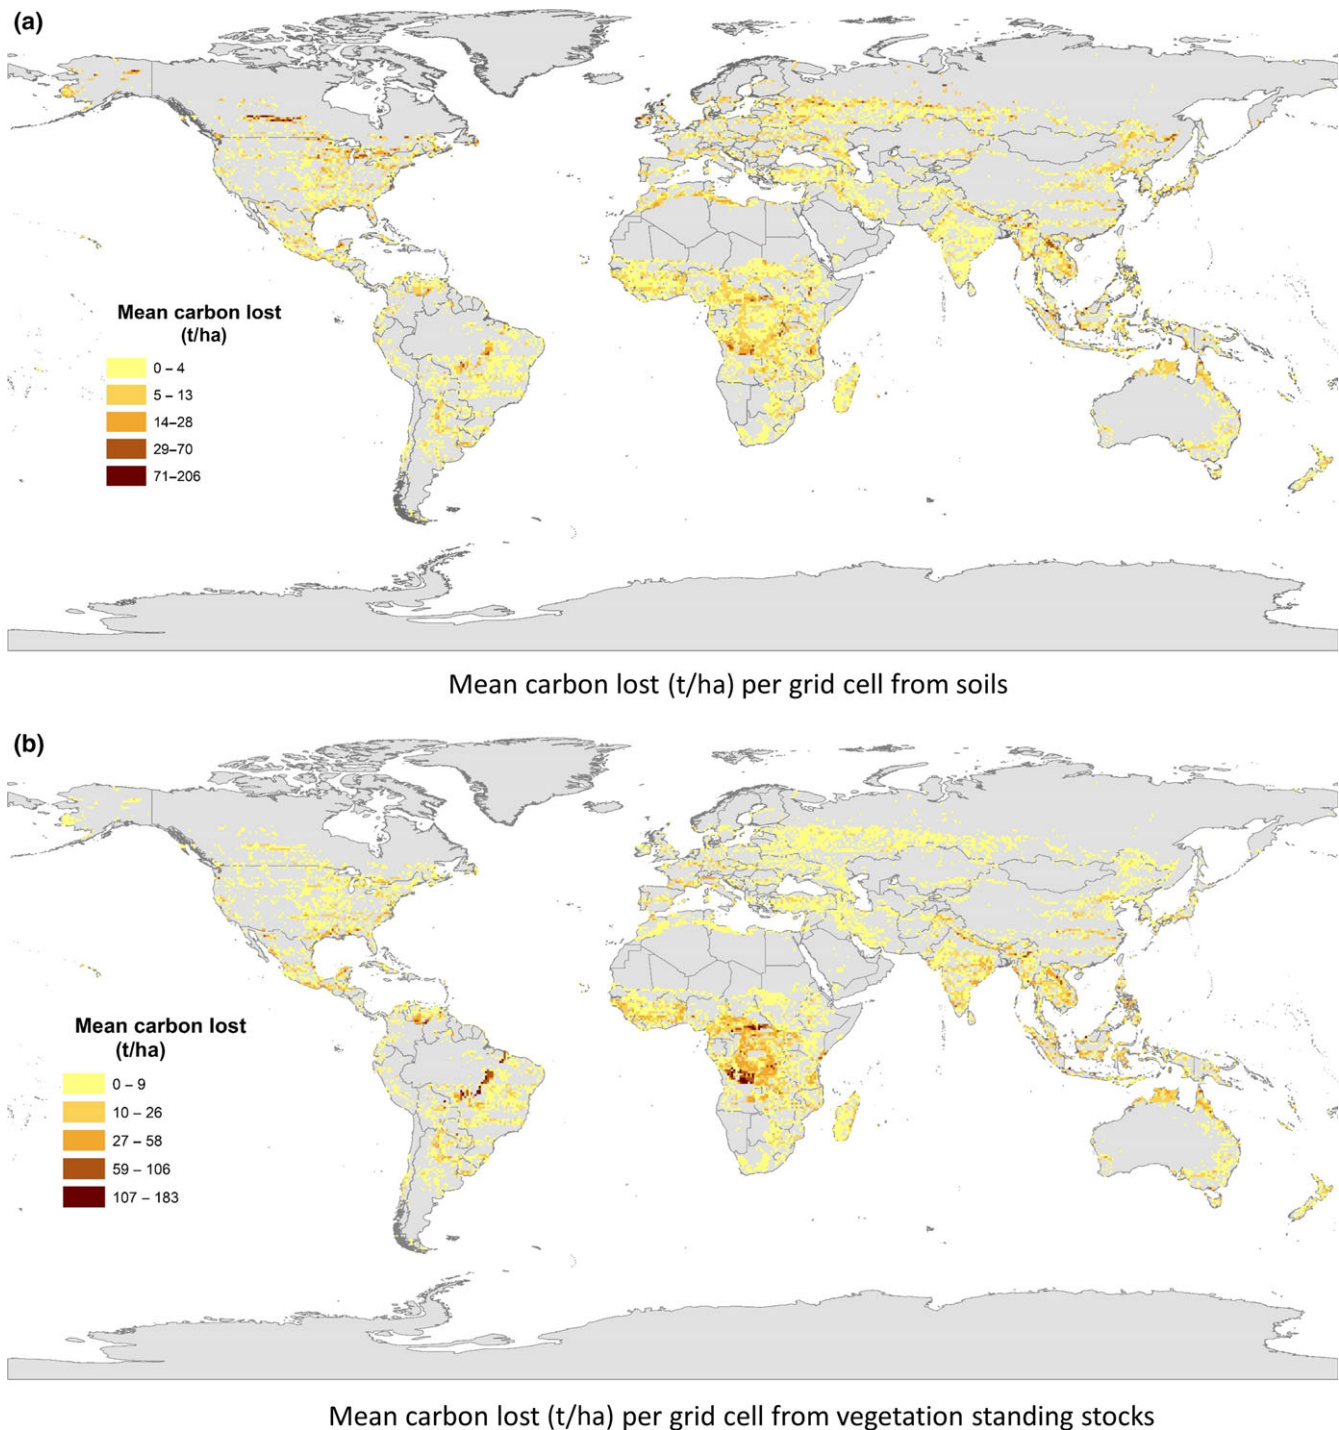 (a)
Mean carbon lost
(t/ha)
0 – 4
5 – 13
14–28
29–70
71–206
Mean carbon lost (t/ha) per grid cell from soils
(b)
Mean carbon lost
(t/ha)
0 – 9
10 – 26
27 – 58
59 – 106
107 – 183
Mean carbon lost (t/ha) per grid cell from vegetation standing stocks